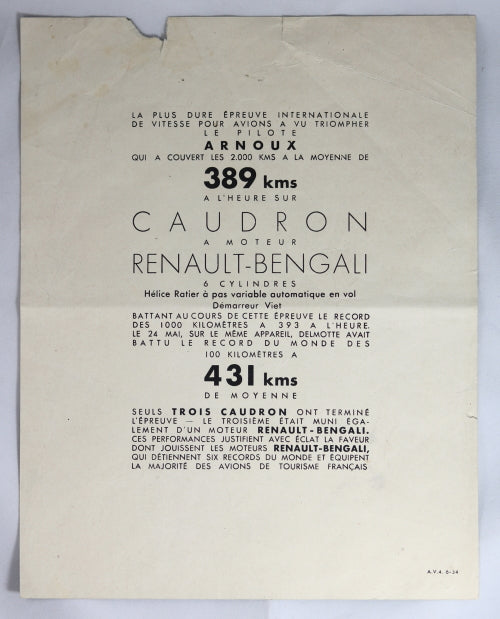 LA PLUS DURE ÉPREUVE INTERNATIONALE
DE VITESSE POUR AVIONS A VU TRIOMPHER
LE PILOTE
ARNOUX
QUI A COUVERT LES 2.000 KMS A LA MOYENNE DE
389 kms
A L'HEURE SUR
CAUDRON
A MOTEUR
RENAULT-BENGALI
6 CYLINDRES
Hélice Ratier à pas variable automatique en vol
Démarreur Viet
BATTANT AU COURS DE CETTE ÉPREUVE LE RECORD
DES 1000 KILOMÈTRES A 393 A L'HEURE.
LE 24 MAI, SUR LE MÊME APPAREIL, DELMOTTE AVAIT
BATTU LE RECORD DU MONDE DES
100 KILOMÈTRES A
431 kms
DE MOYENNE
SEULS TROIS CAUDRON ONT TERMINÉ
L'ÉPREUVE — LE TROISIÈME ÉTAIT MUNI ÉGA-
LEMENT D'UN MOTEUR RENAULT-BENGALI.
CES PERFORMANCES JUSTIFIENT AVEC ÉCLAT LA FAVEUR
DONT JOUISSENT LES MOTEURS RENAULT-BENGALI,
QUI DÉTIENNENT SIX RECORDS DU MONDE ET ÉQUIPENT
LA MAJORITÉ DES AVIONS DE TOURISME FRANÇAIS
A.V.4. 6-34